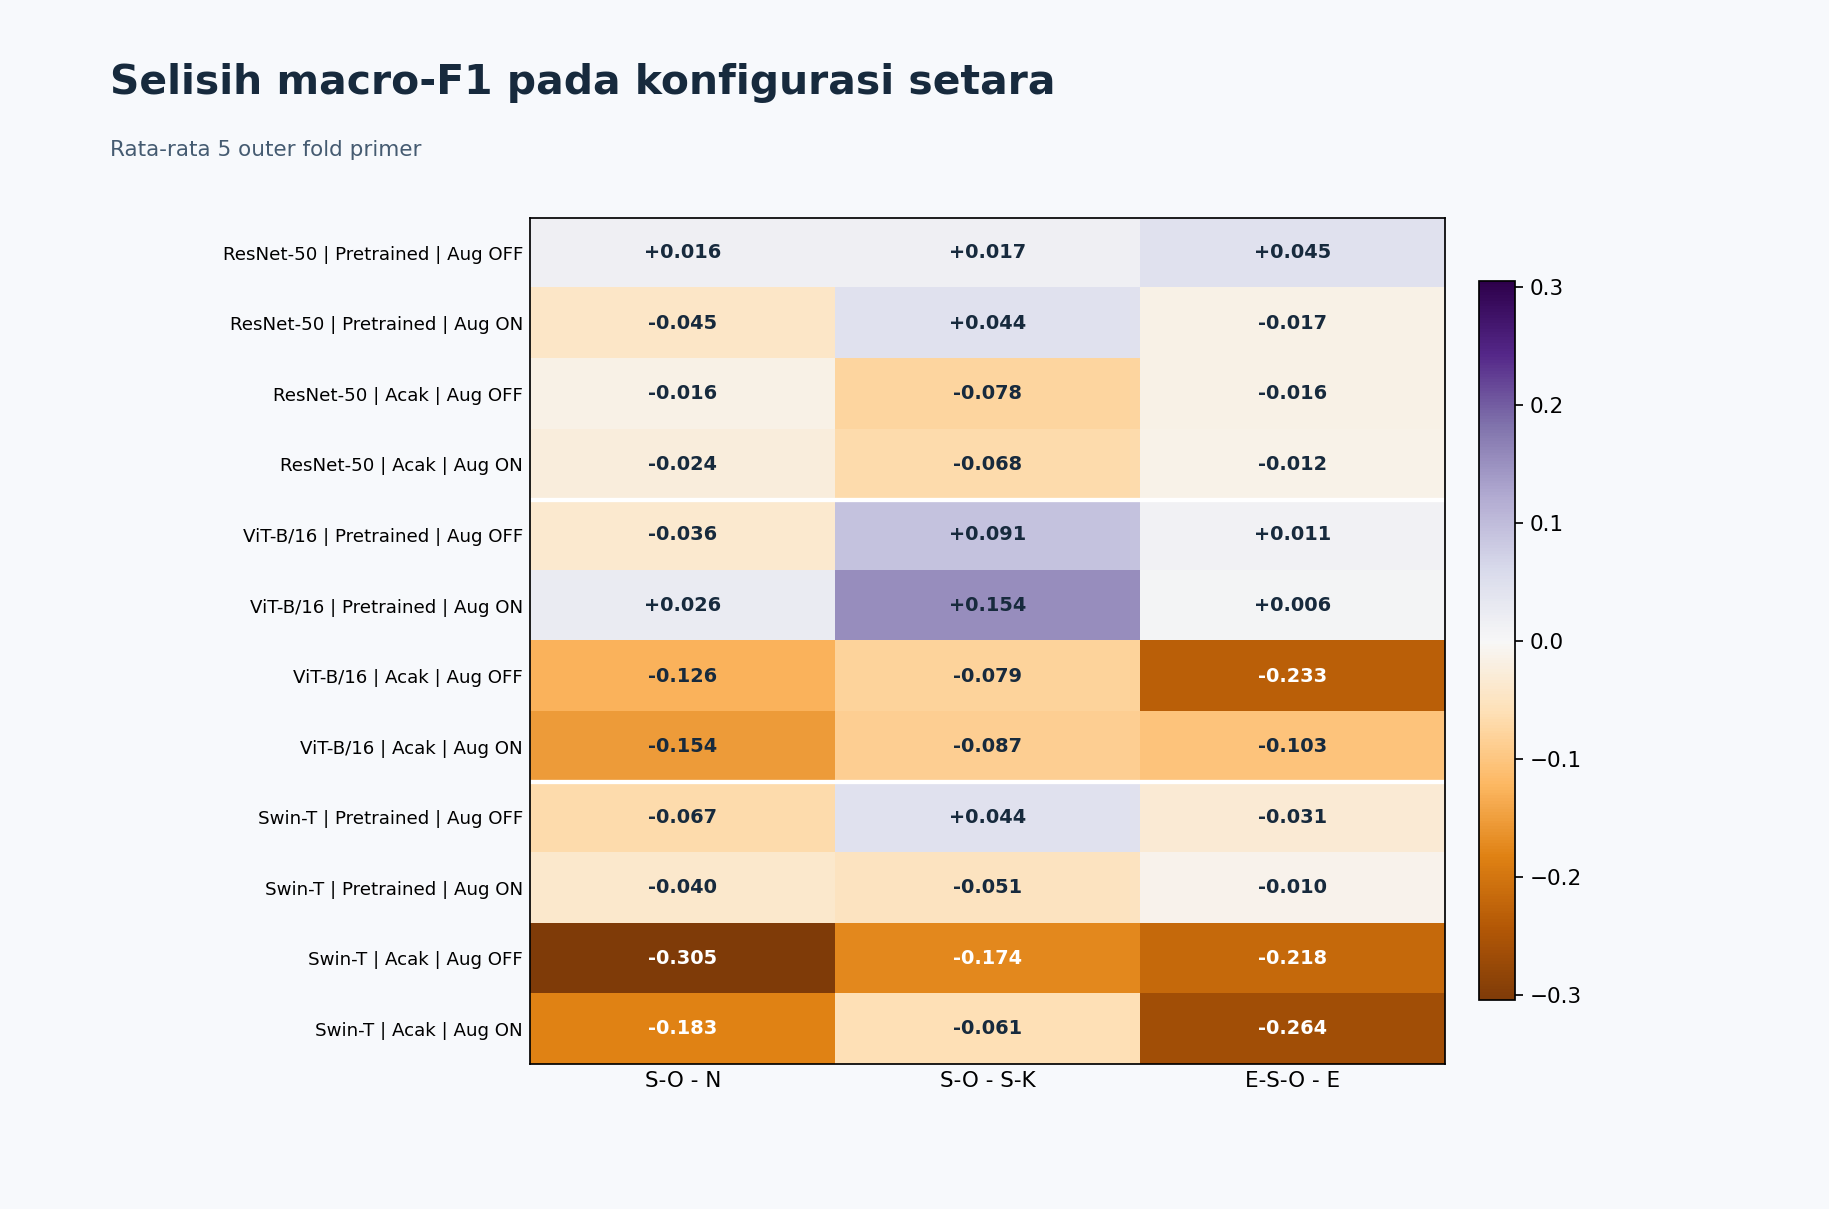 Selisih macro-F1 pada konfigurasi setara
Rata-rata 5 outer fold primer
ResNet-50 | Pretrained | Aug OFF +0.016 +0.017 +0.045
ResNet-50 | Pretrained | Aug ON -0.045 +0.044 -0.017
ResNet-50 | Acak | Aug OFF -0.016 -0.078 -0.016
ResNet-50 | Acak | Aug ON -0.024 -0.068 -0.012
ViT-B/16 | Pretrained | Aug OFF -0.036 +0.091 +0.011
ViT-B/16 | Pretrained | Aug ON +0.026 +0.154 +0.006
ViT-B/16 | Acak | Aug OFF -0.126 -0.079 -0.233
ViT-B/16 | Acak | Aug ON -0.154 -0.087 -0.103
Swin-T | Pretrained | Aug OFF -0.067 +0.044 -0.031
Swin-T | Pretrained | Aug ON -0.040 -0.051 -0.010
Swin-T | Acak | Aug OFF -0.305 -0.174 -0.218
Swin-T | Acak | Aug ON -0.183 -0.061 -0.264
S-O - N S-O - S-K E-S-O - E
0.3
0.2
0.1
0.0
−0.1
−0.2
−0.3